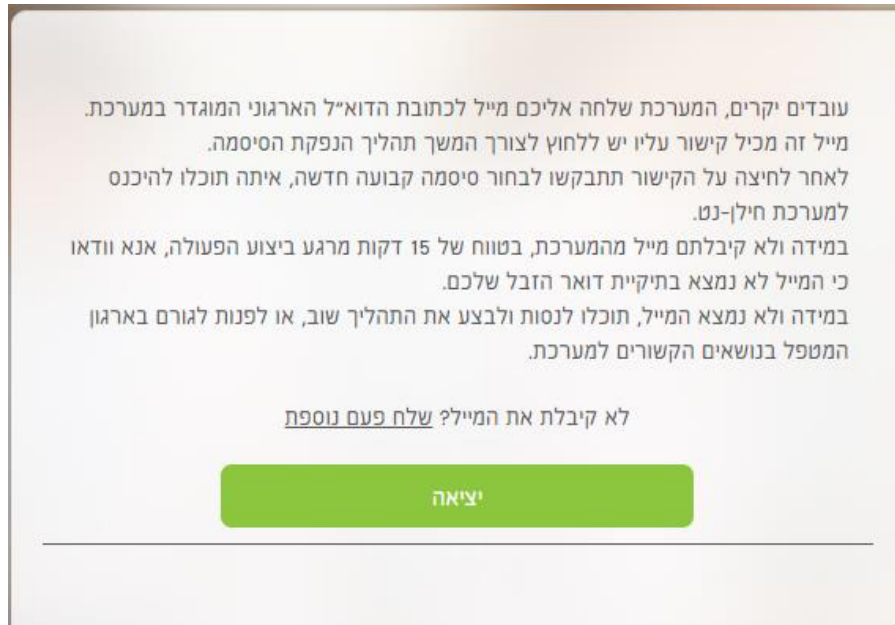 עובדים יקרים, המערכת שלחה אליכם מייל לכתובת הדוא״ל הארגוני המוגדר במערכת.
מייל זה מכיל קישור עליו יש ללחוץ לצורך המשך תהליך הנפקת הסיסמה.
לאחר לחיצה על הקישור תתבקשו לבחור סיסמה קבועה חדשה, איתה תוכלו להיכנס
למערכת חילן-נט.
במידה ולא קיבלתם מייל מהמערכת, בטווח של 15 דקות מרגע ביצוע הפעולה, אנא וודאו
כי המייל לא נמצא בתיקיית דואר הזבל שלכם.
במידה ולא נמצא המייל, תוכלו לנסות ולבצע את התהליך שוב, או לפנות לגורם בארגון
המטפל בנושאים הקשורים למערכת.
לא קיבלת את המייל? שלח פעם נוספת
יציאה